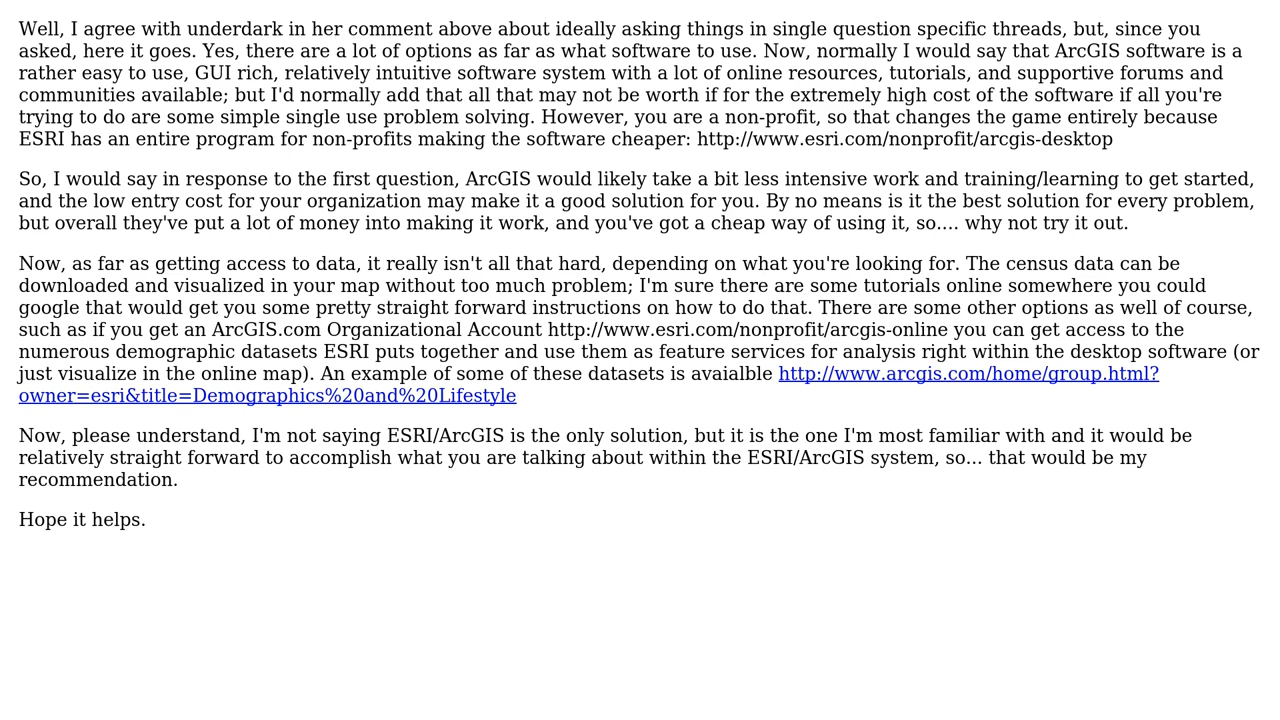 Well, I agree with underdark in her comment above about ideally asking things in single question specific threads, but, since you
asked, here it goes. Yes, there are a lot of options as far as what software to use. Now, normally I would say that ArcGIS software is a
rather easy to use, GUI rich, relatively intuitive software system with a lot of online resources, tutorials, and supportive forums and
communities available; but I'd normally add that all that may not be worth if for the extremely high cost of the software if all you're
trying to do are some simple single use problem solving. However, you are a non-profit, so that changes the game entirely because
ESRI has an entire program for non-profits making the software cheaper: http://www.esri.com/nonprofit/arcgis-desktop
So, I would say in response to the first question, ArcGIS would likely take a bit less intensive work and training/learning to get started,
and the low entry cost for your organization may make it a good solution for you. By no means is it the best solution for every problem,
but overall they've put a lot of money into making it work, and you've got a cheap way of using it, so.... why not try it out.
Now, as far as getting access to data, it really isn't all that hard, depending on what you're looking for. The census data can be
downloaded and visualized in your map without too much problem; I'm sure there are some tutorials online somewhere you could
google that would get you some pretty straight forward instructions on how to do that. There are some other options as well of course,
such as if you get an ArcGIS.com Organizational Account http://www.esri.com/nonprofit/arcgis-online you can get access to the
numerous demographic datasets ESRI puts together and use them as feature services for analysis right within the desktop software (or
just visualize in the online map). An example of some of these datasets is avaialble http://www.arcgis.com/home/group.html?
owner=esri&title=Demographics%20and%20Lifestyle
Now, please understand, I'm not saying ESRI/ArcGIS is the only solution, but it is the one I'm most familiar with and it would be
relatively straight forward to accomplish what you are talking about within the ESRI/ArcGIS system, so... that would be my
recommendation.
Hope it helps.